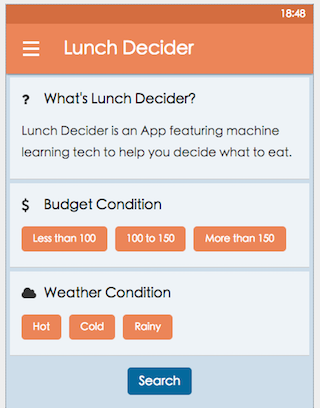 18:48
Lunch Decider
? What's Lunch Decider?
Lunch Decider is an App featuring machine
learning tech to help you decide what to eat.
$ Budget Condition
Less than 100 100 to 150 More than 150
Weather Condition
Hot Cold Rainy
Search